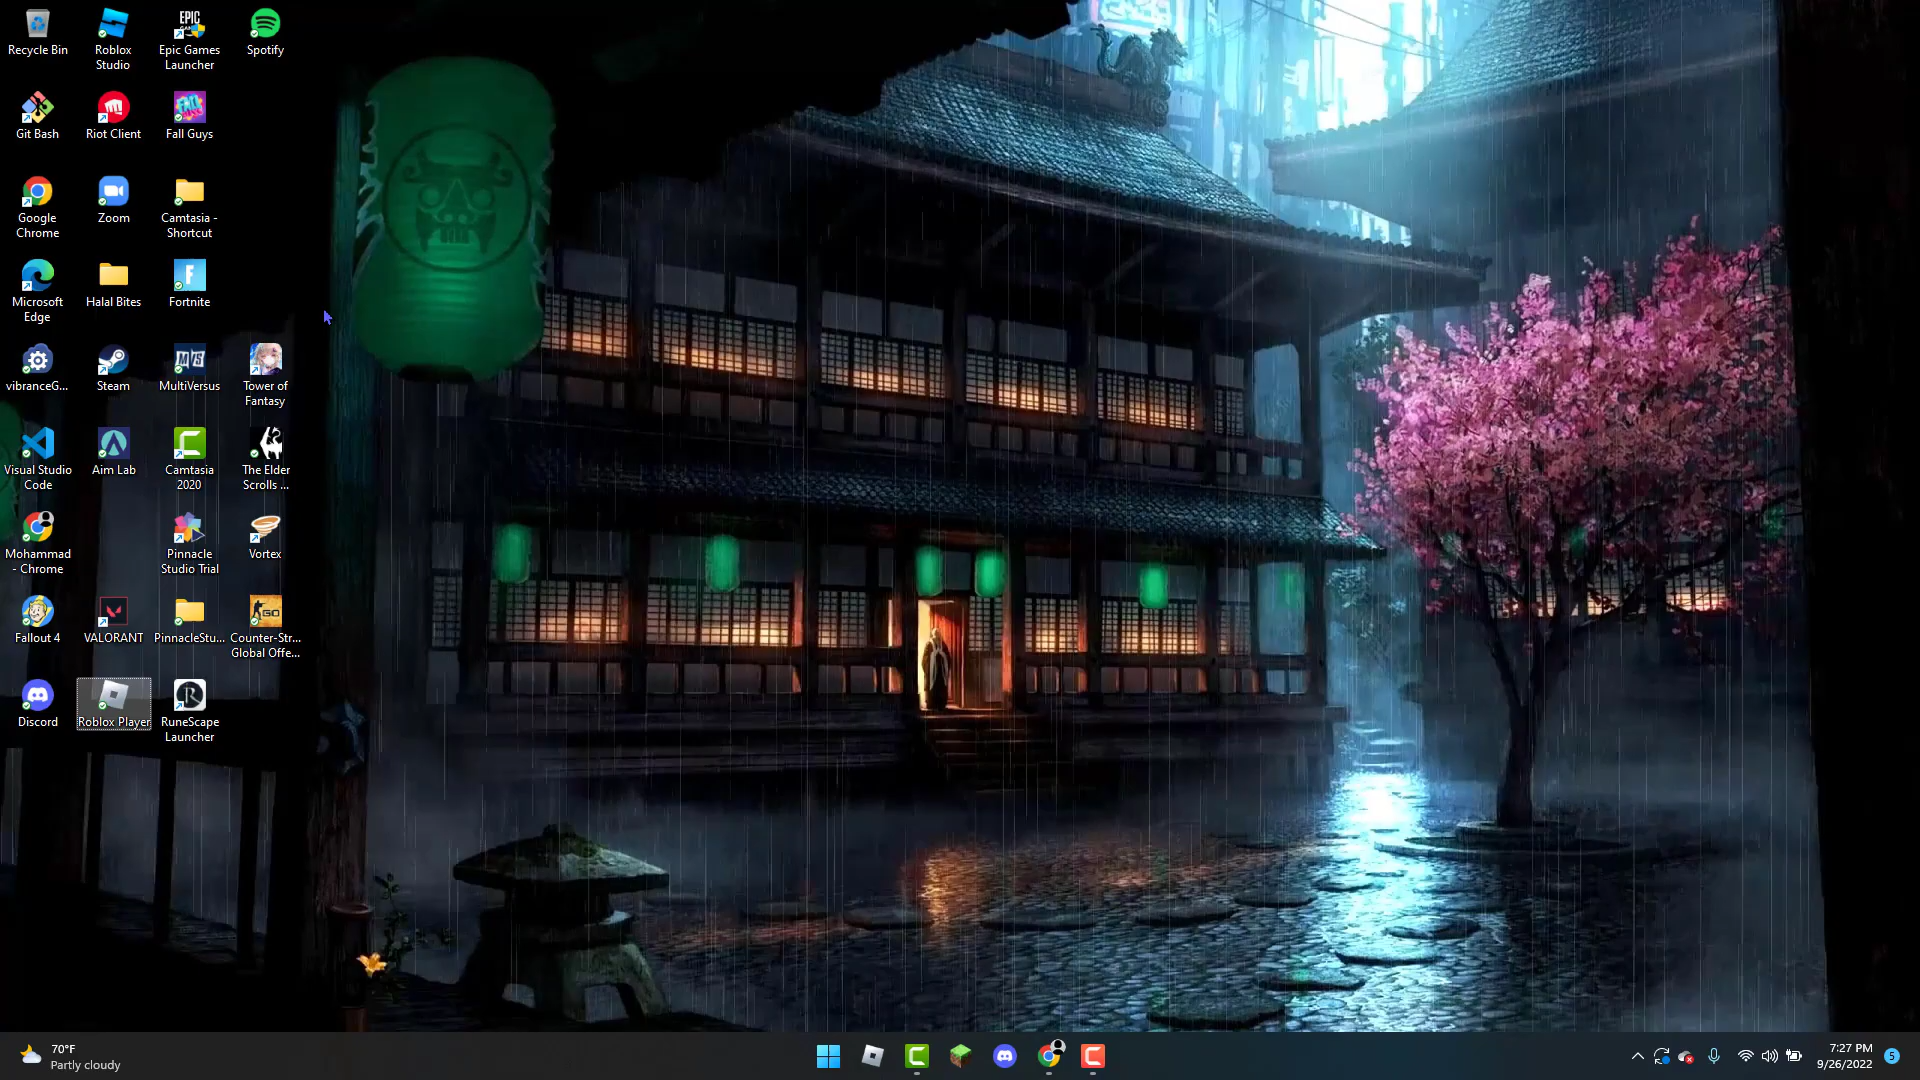 Recycle Bin
Roblox
Studio
Epic Games
Launcher
Spotify
Git Bash
Riot Client
Fall Guys
Google
Chrome
Zoom
Camtasia -
Shortcut
Microsoft
Edge
Halal Bites
Fortnite
vibranceG...
Steam
MultiVersus
Tower of
Fantasy
Visual Studio
Code
Aim Lab
Camtasia
2020
The Elder
Scrolls ...
Mohammad
- Chrome
Pinnacle
Studio Trial
Vortex
Fallout 4
VALORANT
PinnacleStu...
Counter-Str...
Global Offe...
Discord
Roblox Player
RuneScape
Launcher
70°F
Partly cloudy
7:27 PM
9/26/2022
5